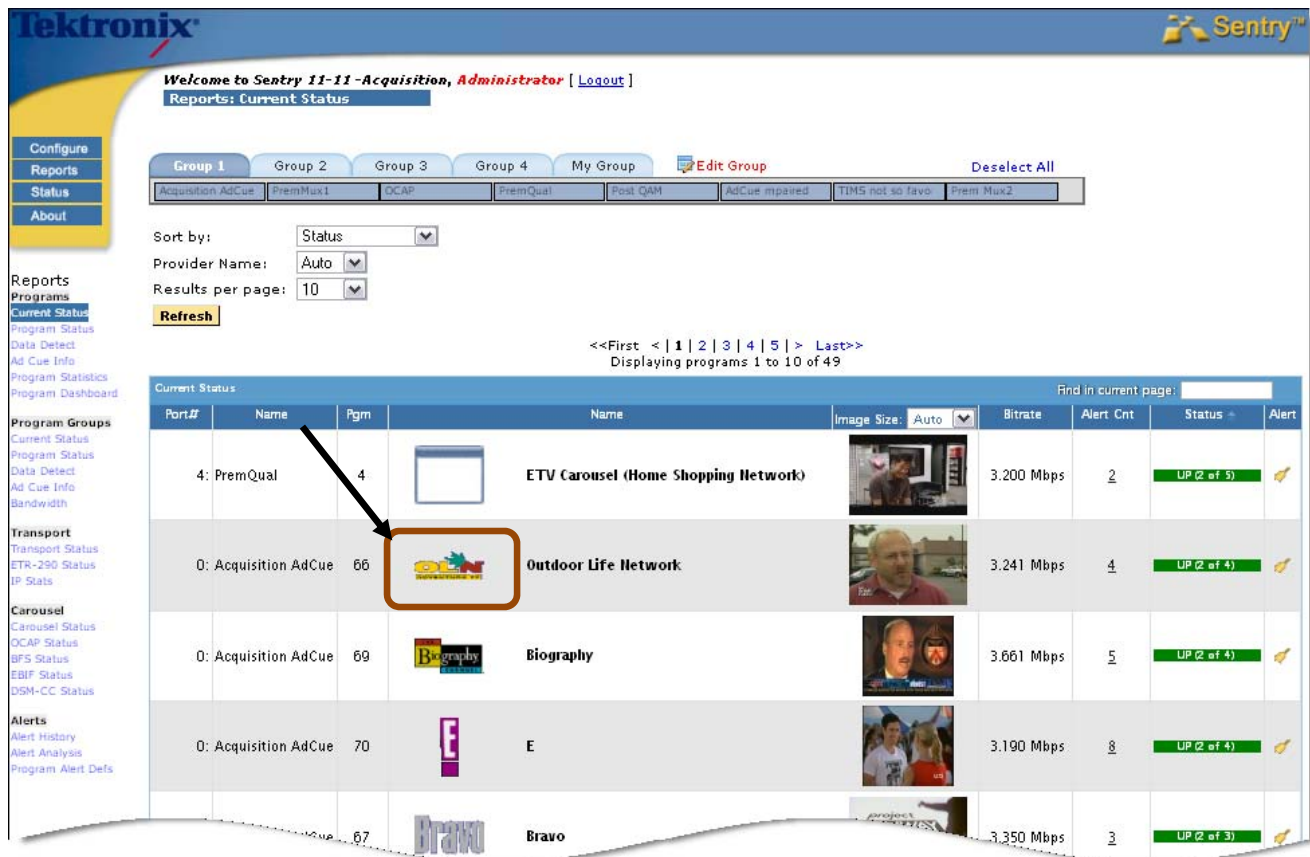 Tektronix
Sentry™
Welcome to Sentry 11-11 -Acquisition, Administrator [ Logout ]
Reports: Current Status
Configure
Reports
Status
About
Group 1 Group 2 Group 3 Group 4 My Group Edit Group Deselect All
Acquisition AdCue PremMux1 OCAP PremQual Post QAM AdCue mpaired TIMS not so favo Prem Mux2
Sort by: Status
Provider Name: Auto
Results per page: 10
Refresh
<<First < | 1 | 2 | 3 | 4 | 5 | > Last>>
Displaying programs 1 to 10 of 49
Reports
Programs
Current Status
Program Status
Data Detect
Ad Cue Info
Program Statistics
Program Dashboard
Program Groups
Current Status
Program Status
Data Detect
Ad Cue Info
Bandwidth
Transport
Transport Status
ETR-290 Status
IP Stats
Carousel
Carousel Status
OCAP Status
BFS Status
EBIF Status
DSM-CC Status
Alerts
Alert History
Alert Analysis
Program Alert Defs
Current Status Find in current page:
Port# Name Pgm Name Image Size: Auto Bitrate Alert Cnt Status Alert
4: PremQual 4 ETV Carousel (Home Shopping Network) 3.200 Mbps 2 UP (2 of 5)
0: Acquisition AdCue 66 OLN Outdoor Life Network 3.241 Mbps 4 UP (2 of 4)
0: Acquisition AdCue 69 Biography Biography 3.661 Mbps 5 UP (2 of 4)
0: Acquisition AdCue 70 E E 3.190 Mbps 8 UP (2 of 4)
67 Bravo Bravo project 3.350 Mbps 3 UP (2 of 3)